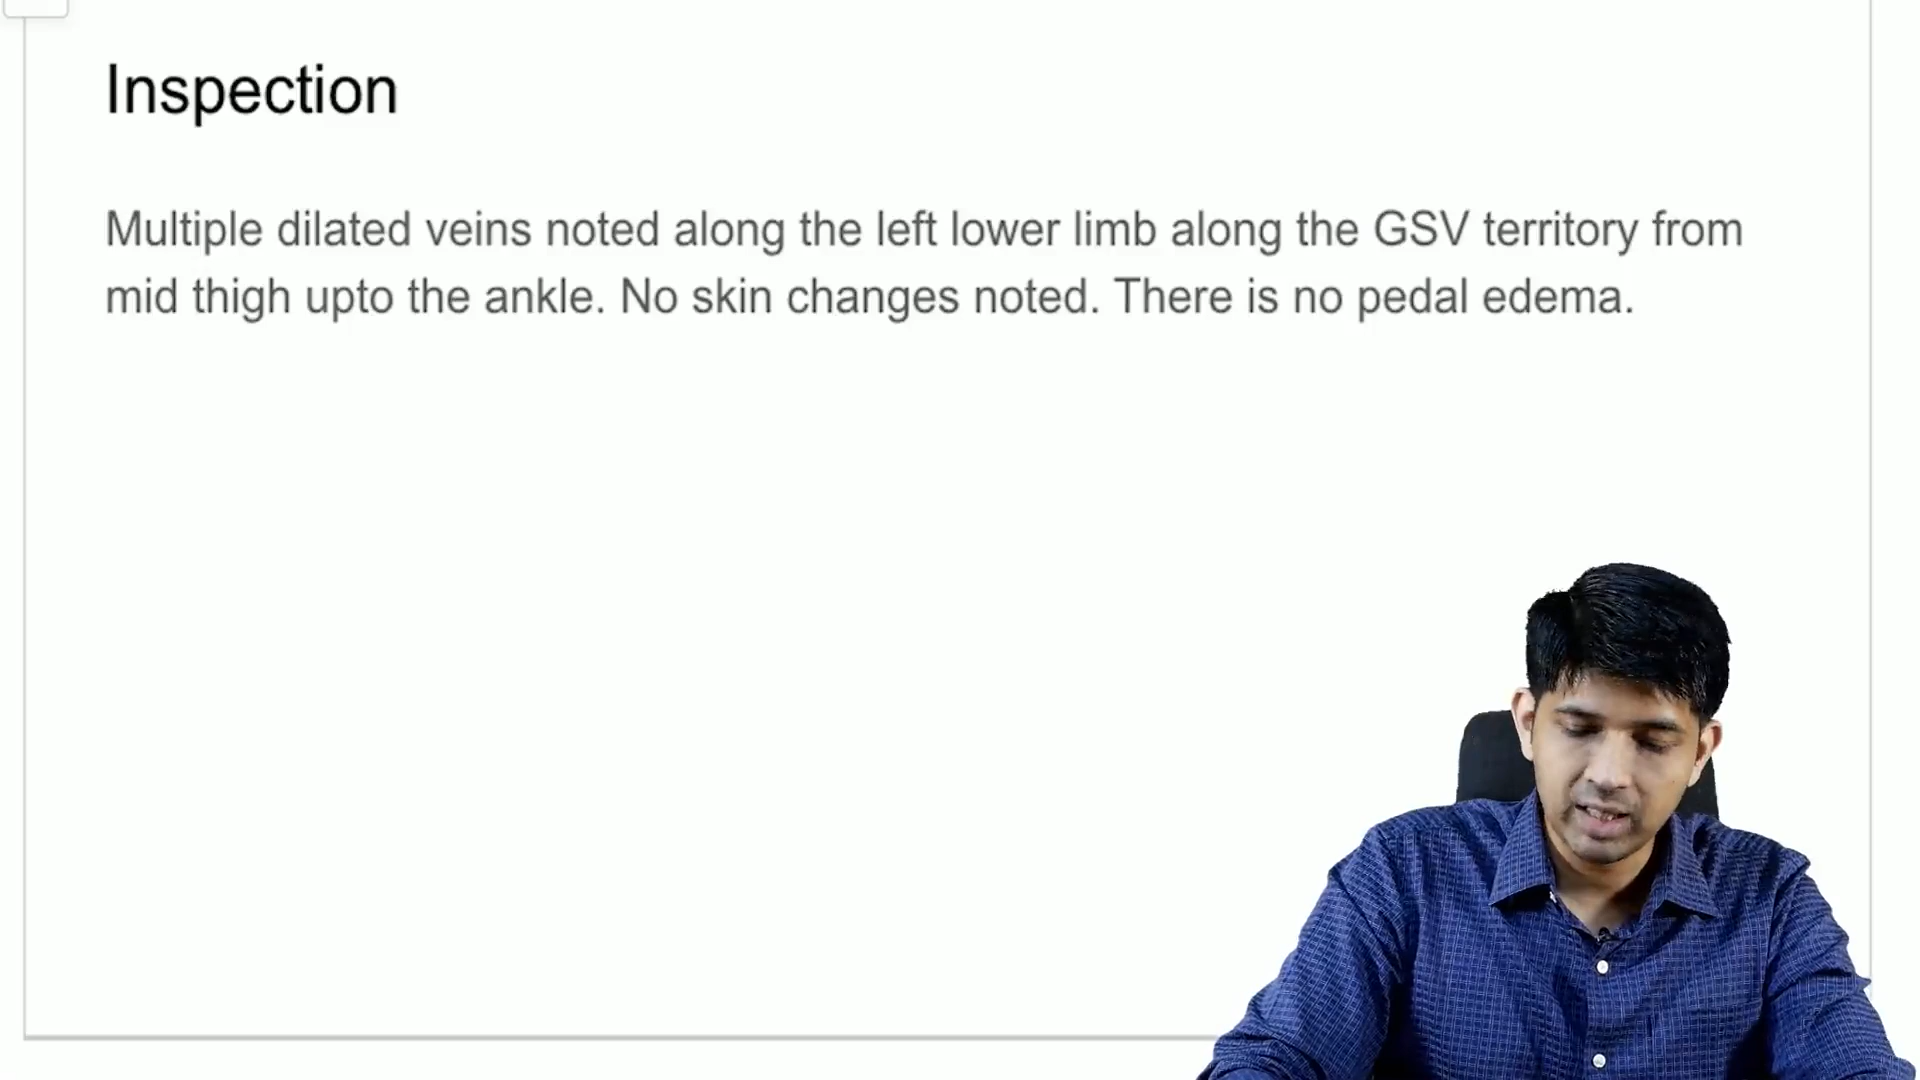 Inspection
Multiple dilated veins noted along the left lower limb along the GSV territory from
mid thigh upto the ankle. No skin changes noted. There is no pedal edema.